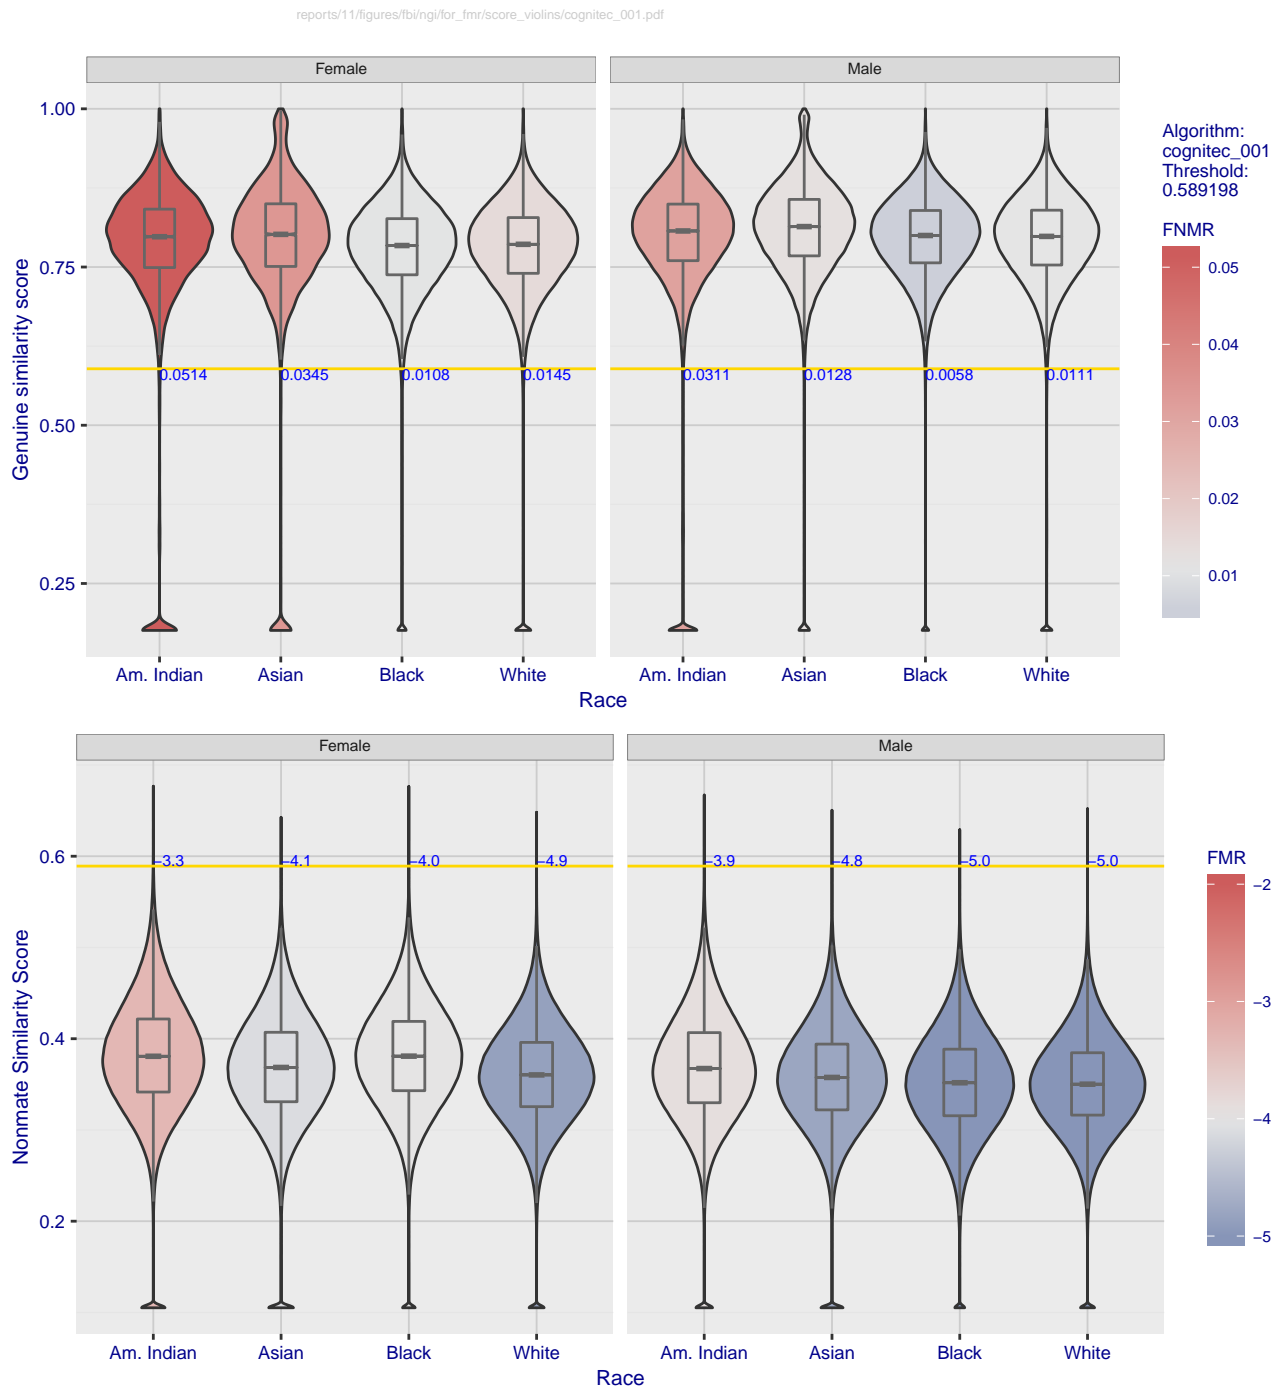 reports/11/figures/fbi/ngi/for_fmr/score_violins/cognitec_001.pdf
Female
Male
Genuine similarity score
1.00
0.75
0.50
0.25
0.0514
0.0345
0.0108
0.0145
0.0311
0.0128
0.0058
0.0111
Am. Indian
Asian
Black
White
Am. Indian
Asian
Black
White
Race
Algorithm:
cognitec_001
Threshold:
0.589198
FNMR
0.05
0.04
0.03
0.02
0.01
Female
Male
Nonmate Similarity Score
0.6
0.4
0.2
−3.3
−4.1
−4.0
−4.9
−3.9
−4.8
−5.0
−5.0
Am. Indian
Asian
Black
White
Am. Indian
Asian
Black
White
Race
FMR
−2
−3
−4
−5